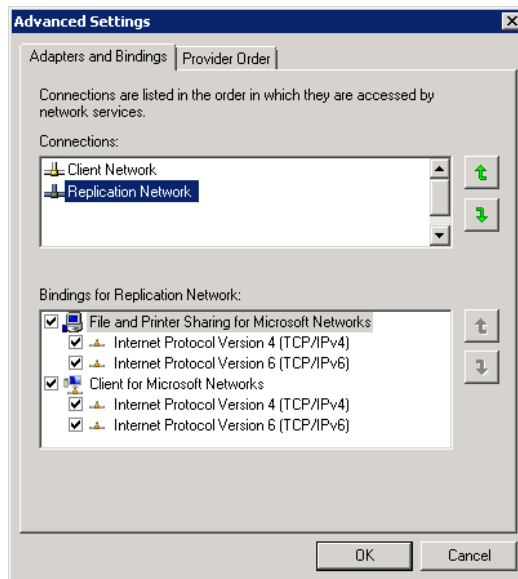 Advanced Settings
Adapters and Bindings
Provider Order
Connections are listed in the order in which they are accessed by
network services.
Connections:
Client Network
Replication Network
Bindings for Replication Network:
File and Printer Sharing for Microsoft Networks
Internet Protocol Version 4 (TCP/IPv4)
Internet Protocol Version 6 (TCP/IPv6)
Client for Microsoft Networks
Internet Protocol Version 4 (TCP/IPv4)
Internet Protocol Version 6 (TCP/IPv6)
OK
Cancel